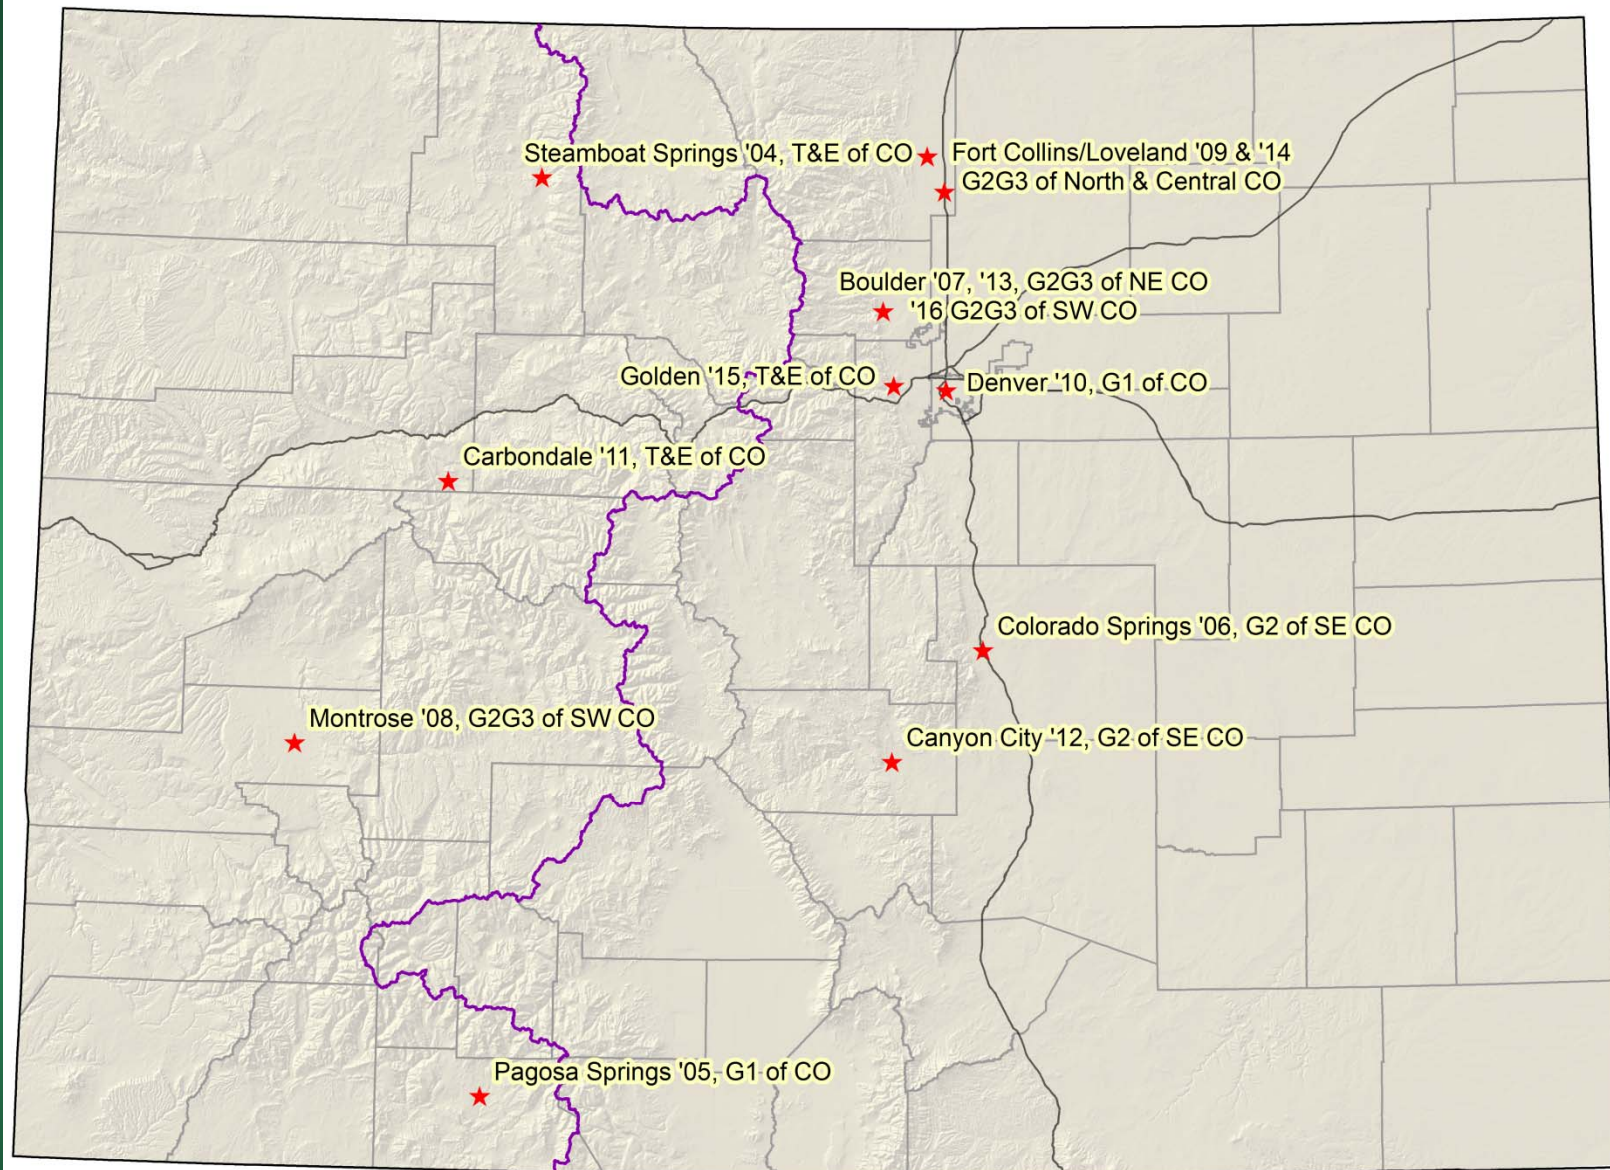 Steamboat Springs '04, T&E of CO
Fort Collins/Loveland '09 & '14
G2G3 of North & Central CO
Boulder '07, '13, G2G3 of NE CO
'16 G2G3 of SW CO
Golden '15, T&E of CO
Denver '10, G1 of CO
Carbondale '11, T&E of CO
Colorado Springs '06, G2 of SE CO
Montrose '08, G2G3 of SW CO
Canyon City '12, G2 of SE CO
Pagosa Springs '05, G1 of CO